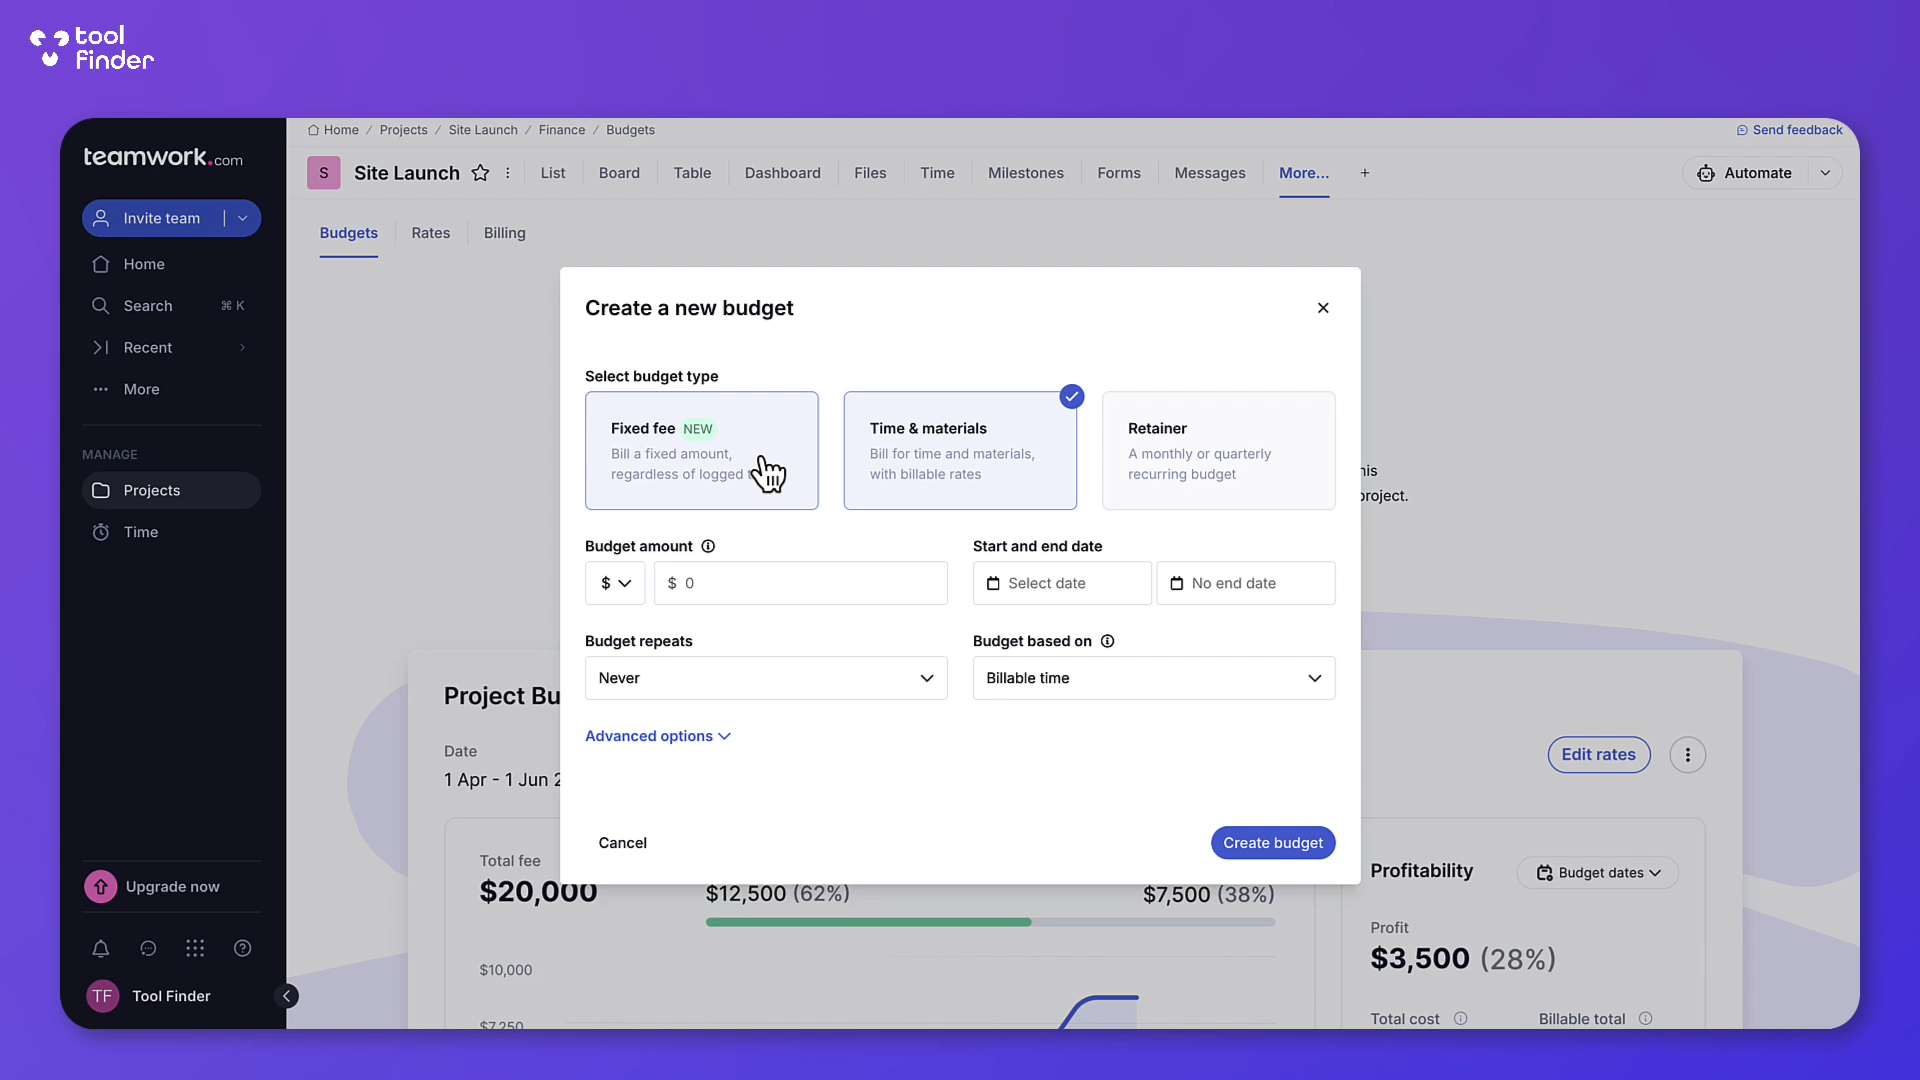 tool
finder
teamwork.com
Invite team
Home
Search ⌘ K
Recent
More
MANAGE
Projects
Time
Upgrade now
TF Tool Finder
Home / Projects / Site Launch / Finance / Budgets
Send feedback
S Site Launch
List Board Table Dashboard Files Time Milestones Forms Messages More... +
Automate
Budgets Rates Billing
Create a new budget
Select budget type
Fixed fee NEW
Bill a fixed amount,
regardless of logged
Time & materials
Bill for time and materials,
with billable rates
Retainer
A monthly or quarterly
recurring budget
project.
Budget amount
$ $ 0
Start and end date
Select date No end date
Budget repeats
Never
Budget based on
Billable time
Advanced options
Cancel Create budget
Project Bu
Date
1 Apr - 1 Jun
Edit rates
Total fee
$20,000
$12,500 (62%)
$7,500 (38%)
$10,000
$7,250
Profitability
Budget dates
Profit
$3,500 (28%)
Total cost Billable total